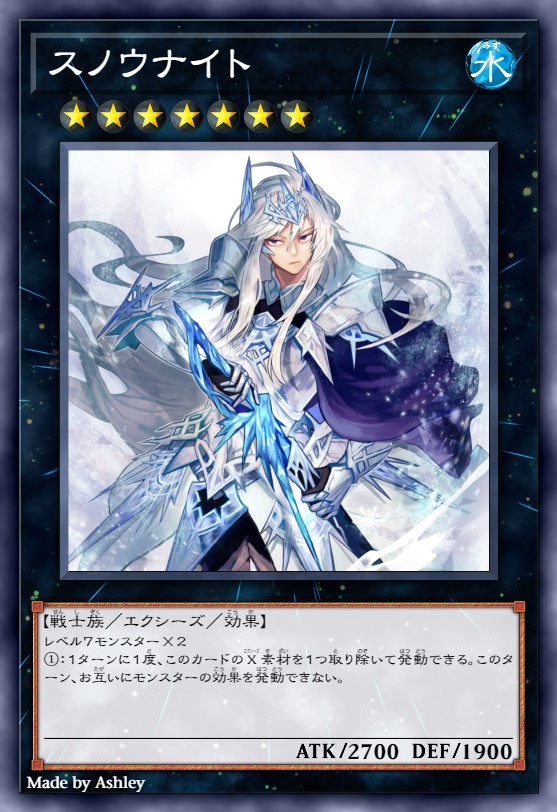 スノウナイト
水
【戦士族／エクシーズ／効果】
レベル7モンスター×2
①：1ターンに1度、このカードのX素材を1つ取り除いて発動できる。このタ
ーン、お互いにモンスターの効果を発動できない。
ATK/2700 DEF/1900
Made by Ashley